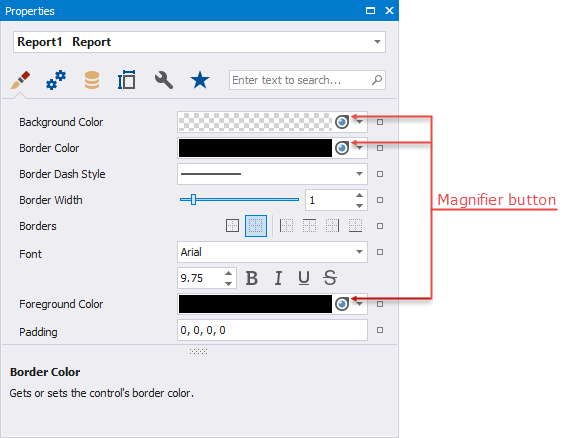 Properties
Report1 Report
Enter text to search...
Background Color
Border Color
Border Dash Style
Border Width
1
Magnifier button
Borders
Font
Arial
9.75
B I U S
Foreground Color
Padding
0, 0, 0, 0
Border Color
Gets or sets the control's border color.